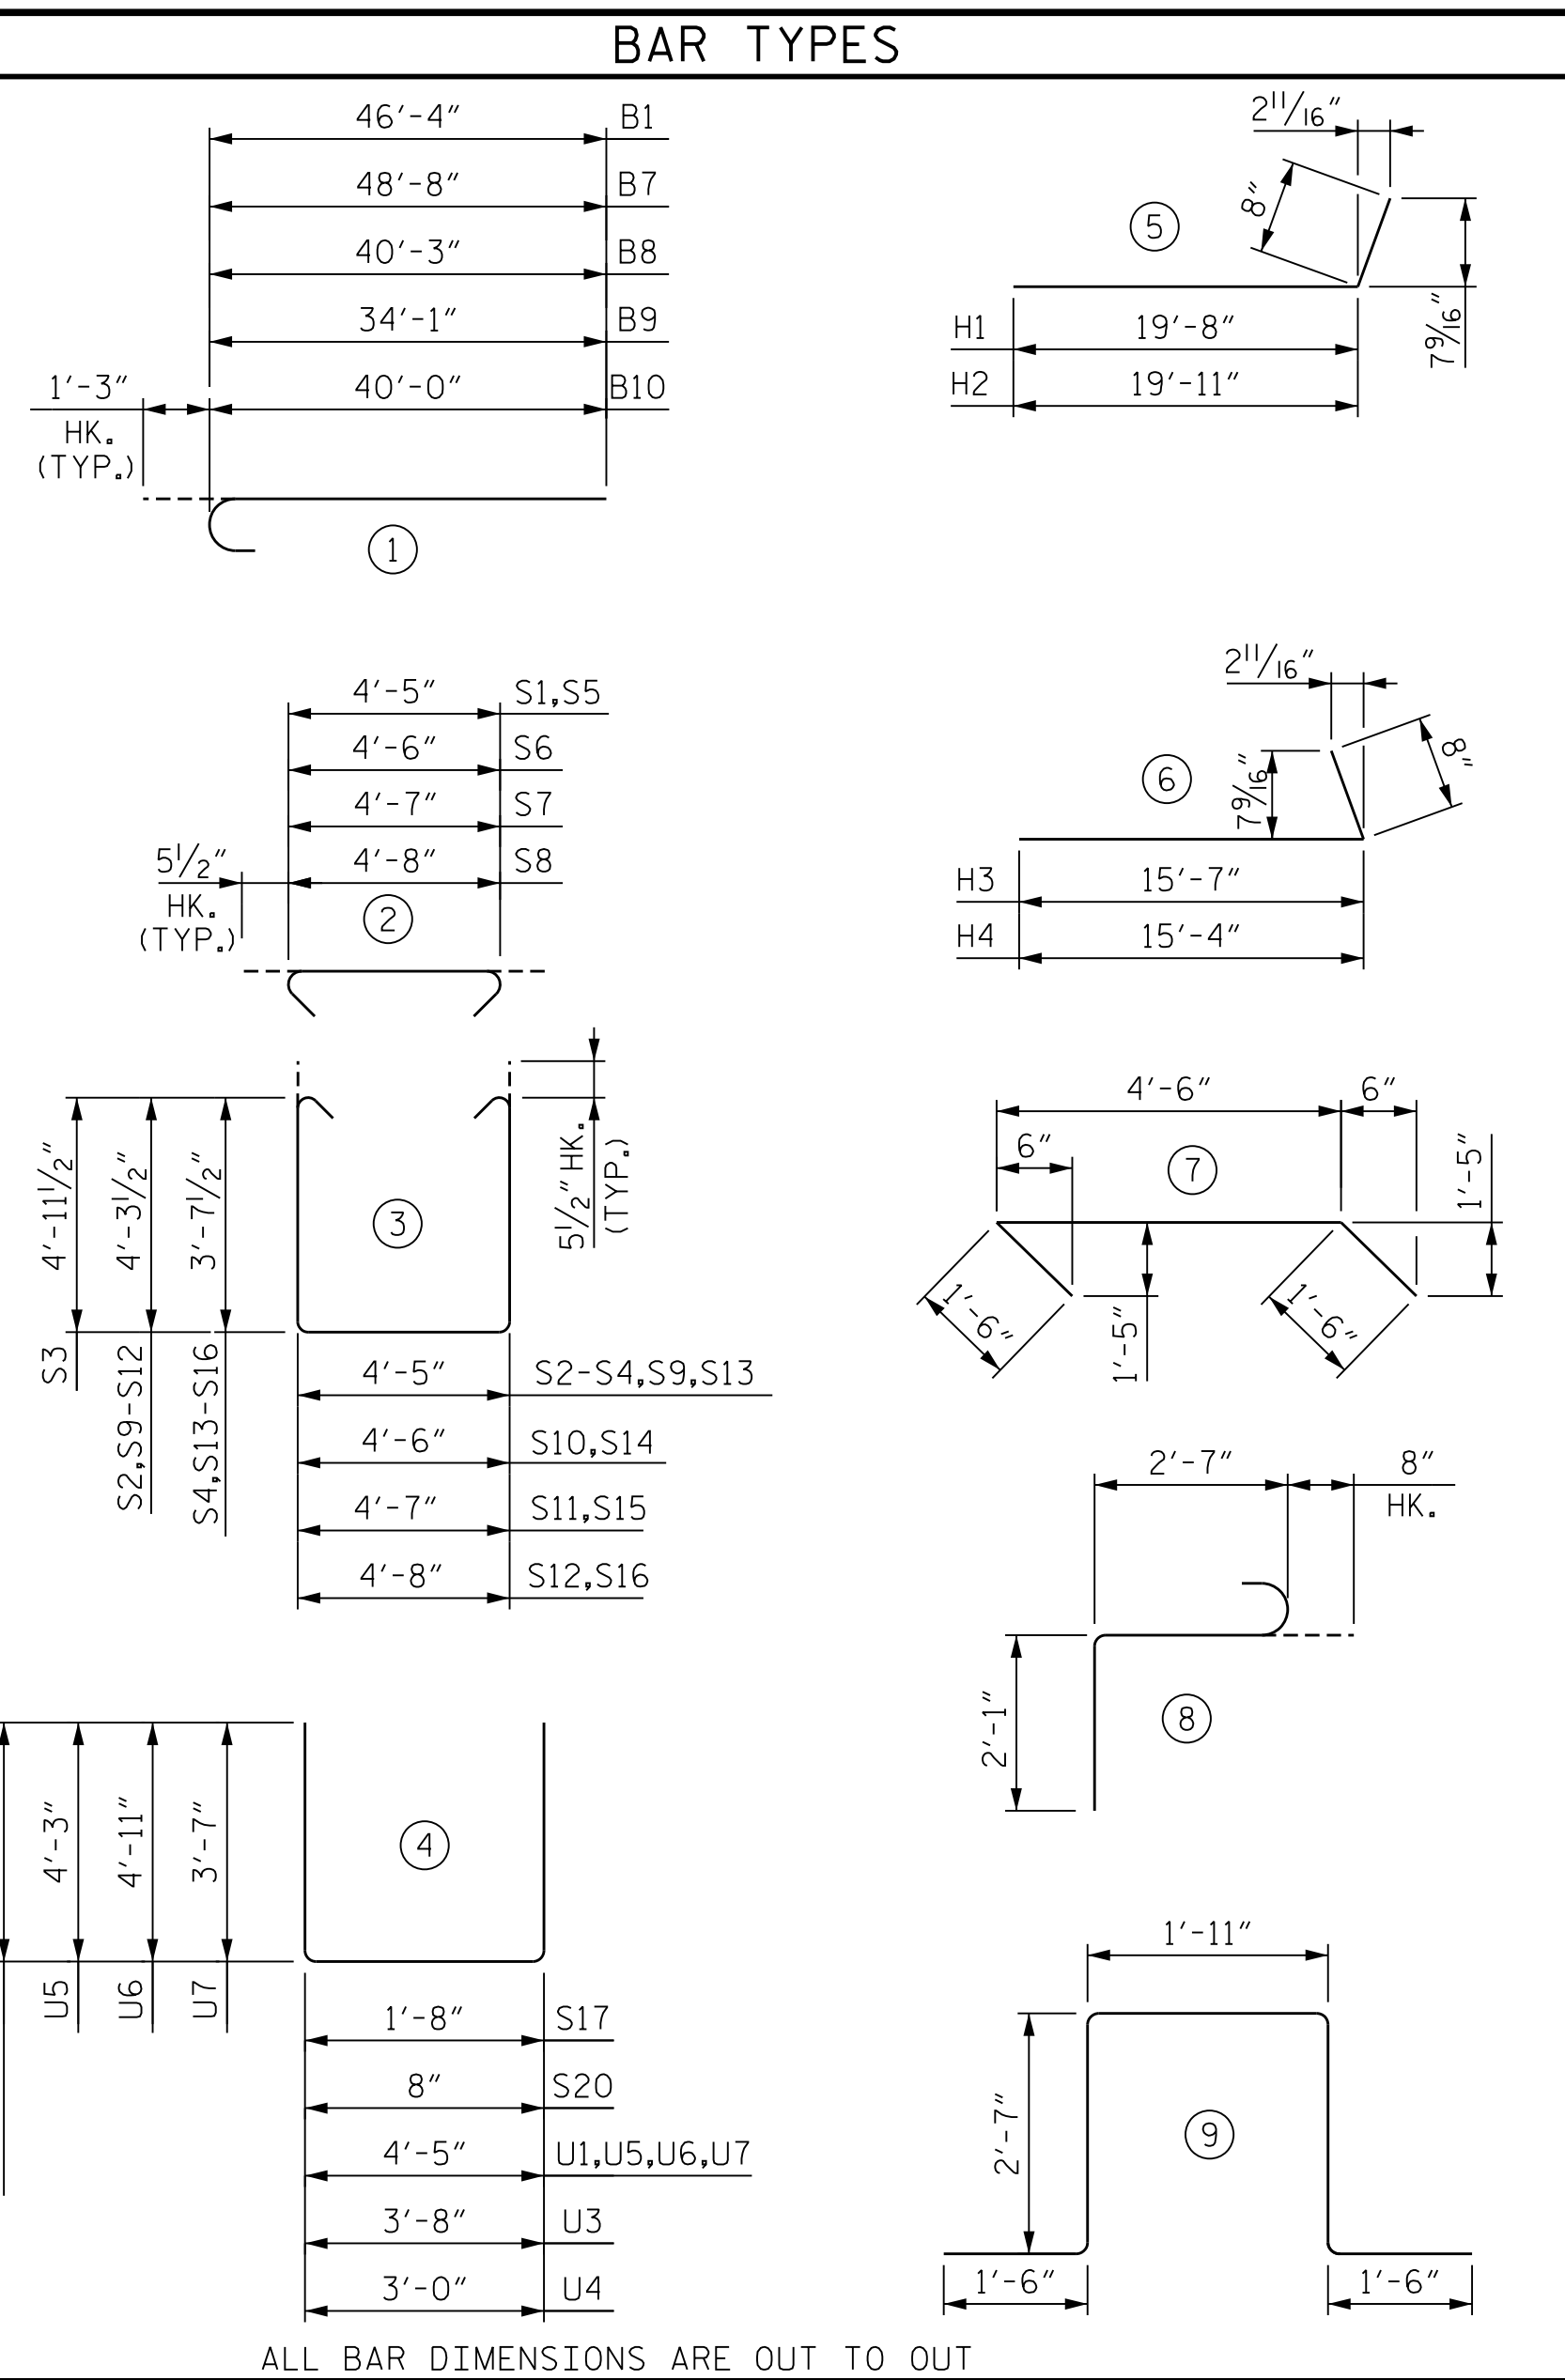 BAR TYPES
46'-4" B1
48'-8" B7
40'-3" B8
34'-1" B9
1'-3" 40'-0" B10
HK.
(TYP.)
1
2 11/16"
8"
5
7 9/16"
H1 19'-8"
H2 19'-11"
4'-5" S1,S5
4'-6" S6
4'-7" S7
5 1/2" 4'-8" S8
HK.
(TYP.)
2
2 11/16"
8"
6
7 9/16"
H3 15'-7"
H4 15'-4"
4'-11 1/2"
4'-3 1/2"
3'-7 1/2"
3
5 1/2" HK.
(TYP.)
S3
S2,S9-S12
S4,S13-S16
4'-5" S2-S4,S9,S13
4'-6" S10,S14
4'-7" S11,S15
4'-8" S12,S16
4'-6" 6"
6"
7
1'-5"
1'-6"
1'-5"
1'-6"
2'-7" 8"
HK.
2'-1"
8
4'-3"
4'-11"
3'-7"
4
U5
U6
U7
1'-8" S17
8" S20
4'-5" U1,U5,U6,U7
3'-8" U3
3'-0" U4
1'-11"
2'-7"
9
1'-6" 1'-6"
ALL BAR DIMENSIONS ARE OUT TO OUT